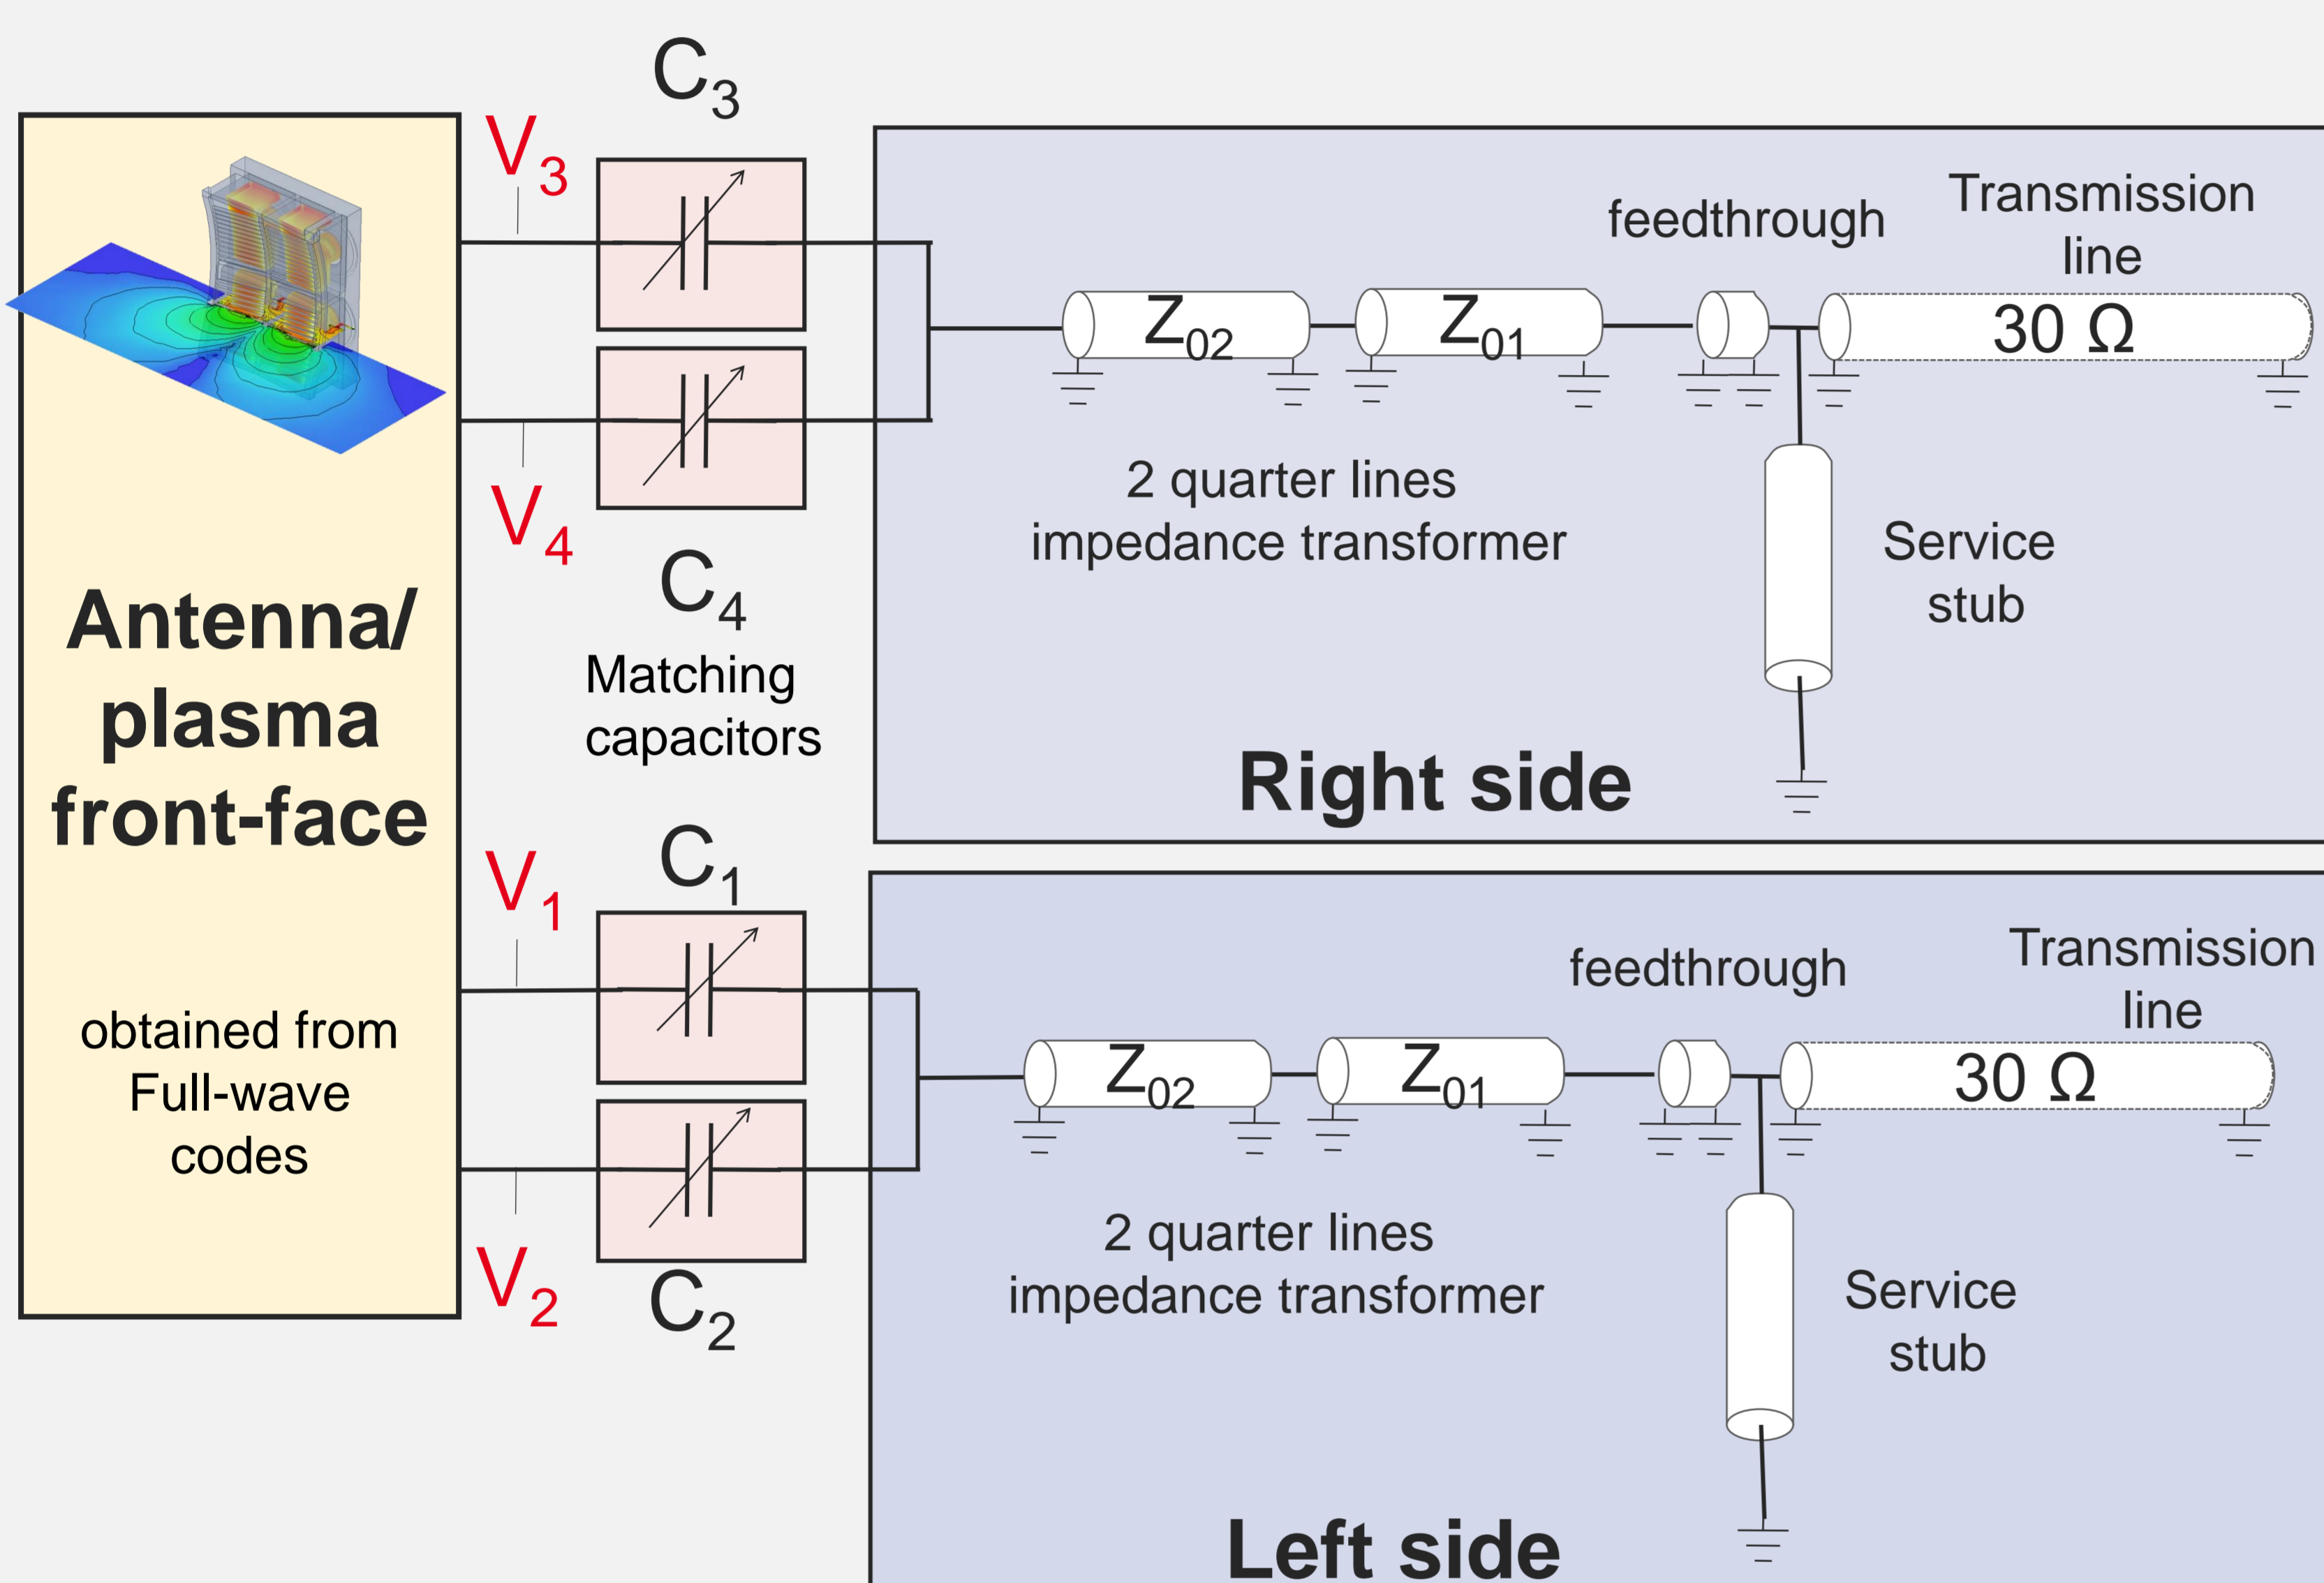 C3
V3
V4
C4
Matching
capacitors
Antenna/
plasma
front-face
obtained from
Full-wave
codes
feedthrough
Transmission
line
Z02
Z01
30 Ω
2 quarter lines
impedance transformer
Service
stub
Right side
C1
V1
V2
C2
feedthrough
Transmission
line
Z02
Z01
30 Ω
2 quarter lines
impedance transformer
Service
stub
Left side